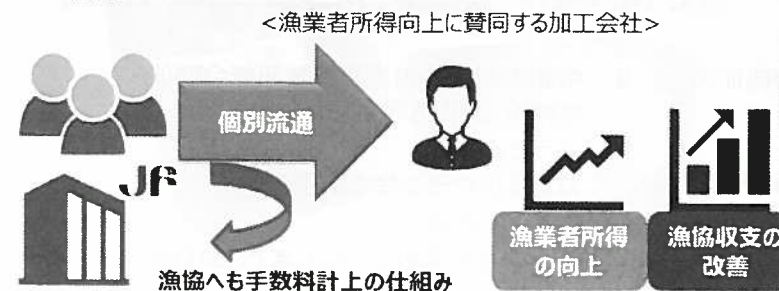 <漁業者所得向上に賛同する加工会社>
個別流通
JF
漁業者所得
の向上
漁協収支の
改善
漁協へも手数料計上の仕組み